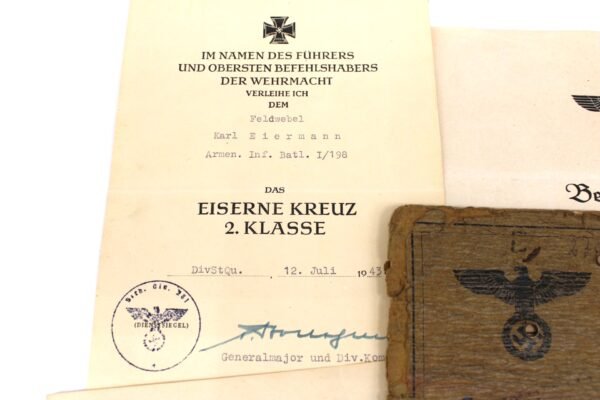 IM NAMEN DES FÜHRERS
UND OBERSTEN BEFEHLSHABERS
DER WEHRMACHT
VERLEIHE ICH
DEM
Feldwebel
Karl Eiermann
Armen. Inf. Batl. I/198
DAS
EISERNE KREUZ
2. KLASSE
DivStQu. 12. Juli 1943
(DIENSTSIEGEL)
Generalmajor und Div.Kom
Be